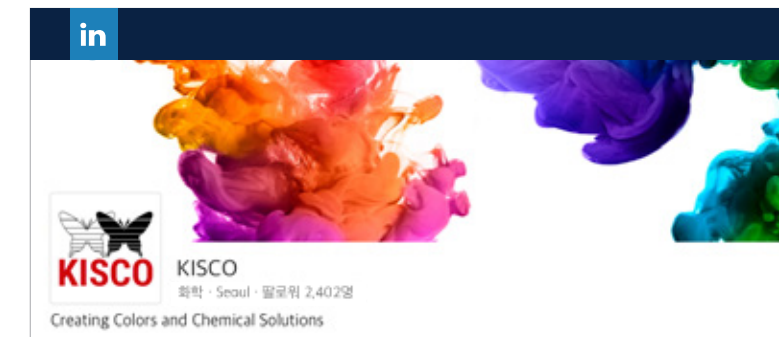 in
KISCO
KISCO
화학 · Seoul · 팔로워 2,402명
Creating Colors and Chemical Solutions